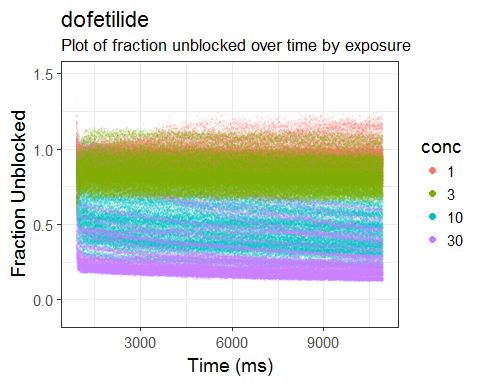 dofetilide
Plot of fraction unblocked over time by exposure
1.5
1.0
0.5
0.0
Fraction Unblocked
3000
6000
9000
Time (ms)
conc
1
3
10
30